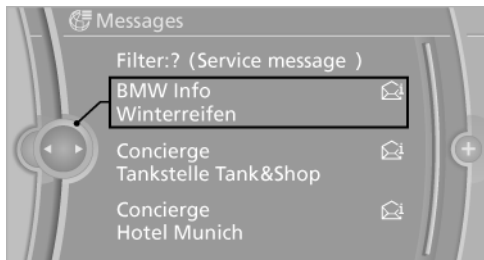 Messages
Filter:? (Service message )
BMW Info
Winterreifen
Concierge
Tankstelle Tank&Shop
Concierge
Hotel Munich